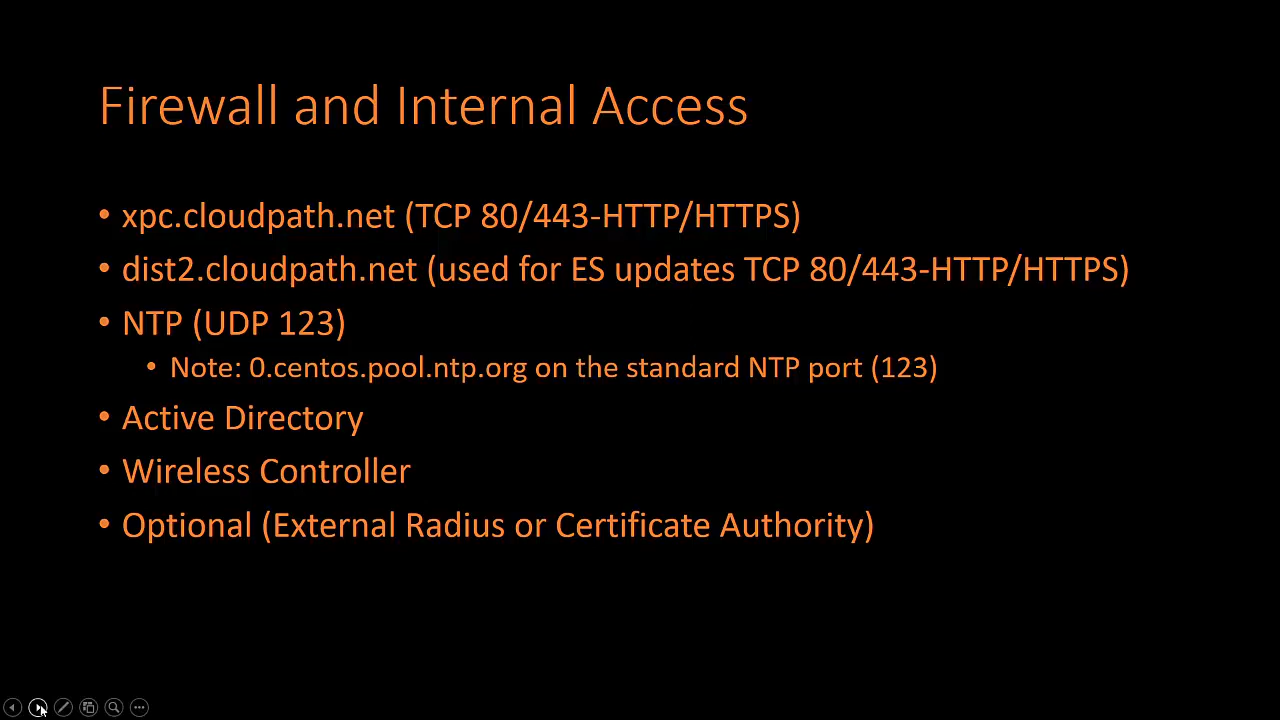 Firewall and Internal Access
• xpc.cloudpath.net (TCP 80/443-HTTP/HTTPS)
• dist2.cloudpath.net (used for ES updates TCP 80/443-HTTP/HTTPS)
• NTP (UDP 123)
• Note: 0.centos.pool.ntp.org on the standard NTP port (123)
• Active Directory
• Wireless Controller
• Optional (External Radius or Certificate Authority)